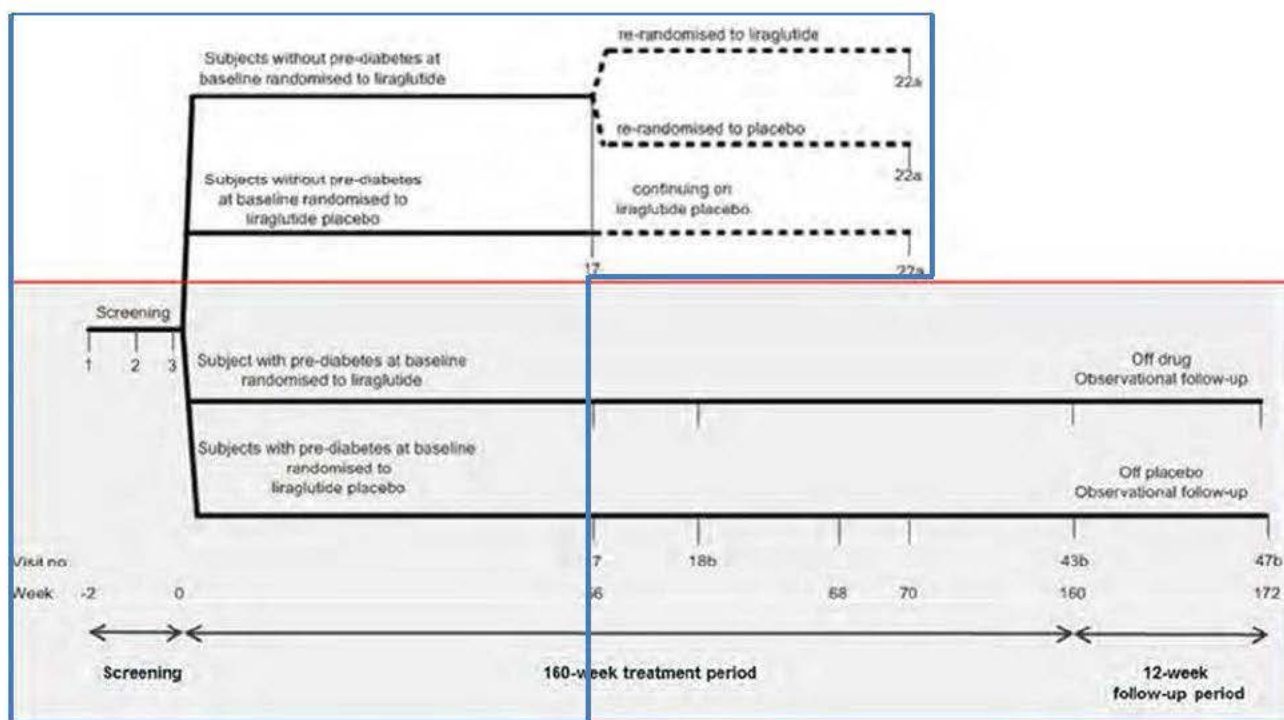 re-randomised to liraglutide
Subjects without pre-diabetes at
baseline randomised to liraglutide
22a
re-randomised to placebo
22a
Subjects without pre-diabetes
at baseline randomised to
liraglutide placebo
continuing on
liraglutide placebo
17
22a
Screening
1 2 3
Subject with pre-diabetes at baseline
randomised to liraglutide
Off drug
Observational follow-up
Subjects with pre-diabetes at baseline
randomised to
liraglutide placebo
Off placebo
Observational follow-up
Visit no 7 18b 43b 47b
Week -2 0 6 68 70 160 172
Screening
160-week treatment period
12-week
follow-up period